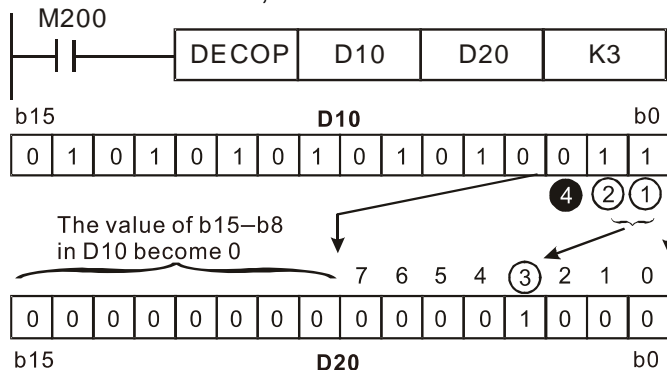 M200
DECOP D10 D20 K3
b15 D10 b0
0 1 0 1 0 1 0 1 0 1 0 1 0 0 1 1
4 2 1
The value of b15–b8
in D10 become 0
7 6 5 4 3 2 1 0
0 0 0 0 0 0 0 0 0 0 0 0 1 0 0 0
b15 D20 b0